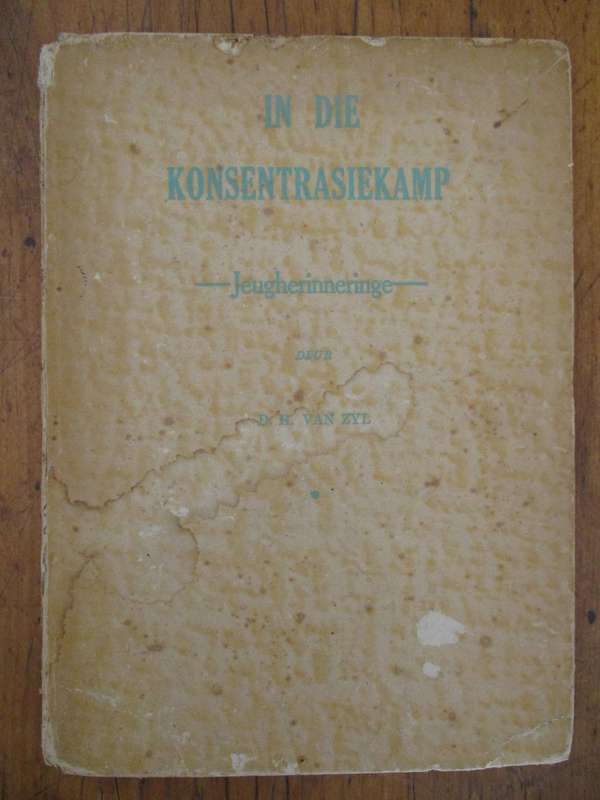 IN DIE
KONSENTRASIEKAMP
—Jeugherinneringe—
DEUR
D. H. VAN ZYL